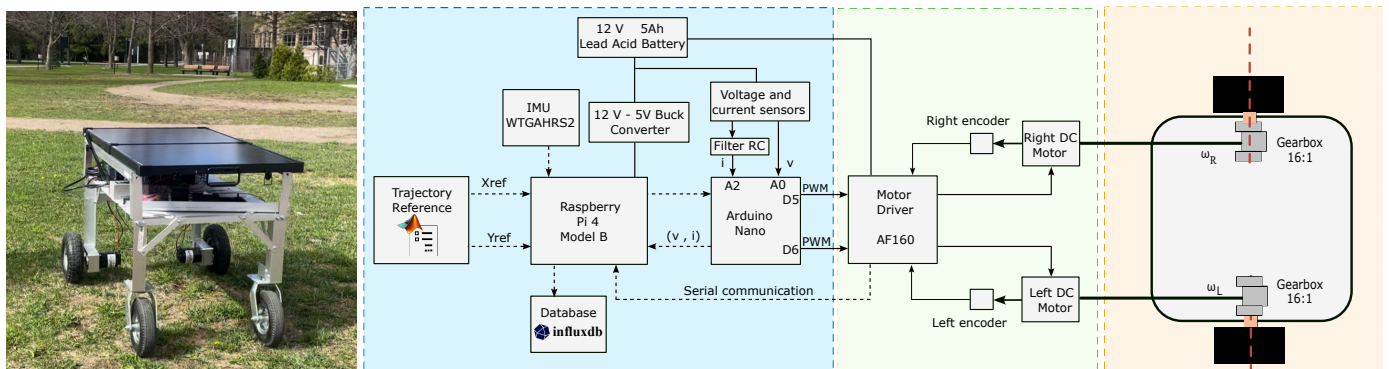 12 V 5Ah
Lead Acid Battery
IMU
WTGAHRS2
12 V - 5V Buck
Converter
Voltage and
current sensors
Filter RC
i
v
Right encoder
Right DC
Motor
ωR
Gearbox
16:1
Trajectory
Reference
Xref
Yref
Raspberry
Pi 4
Model B
(v , i)
A2
A0
D5
Arduino
Nano
D6
PWM
PWM
Motor
Driver
AF160
Serial communication
Database
influxdb
Left encoder
Left DC
Motor
ωL
Gearbox
16:1